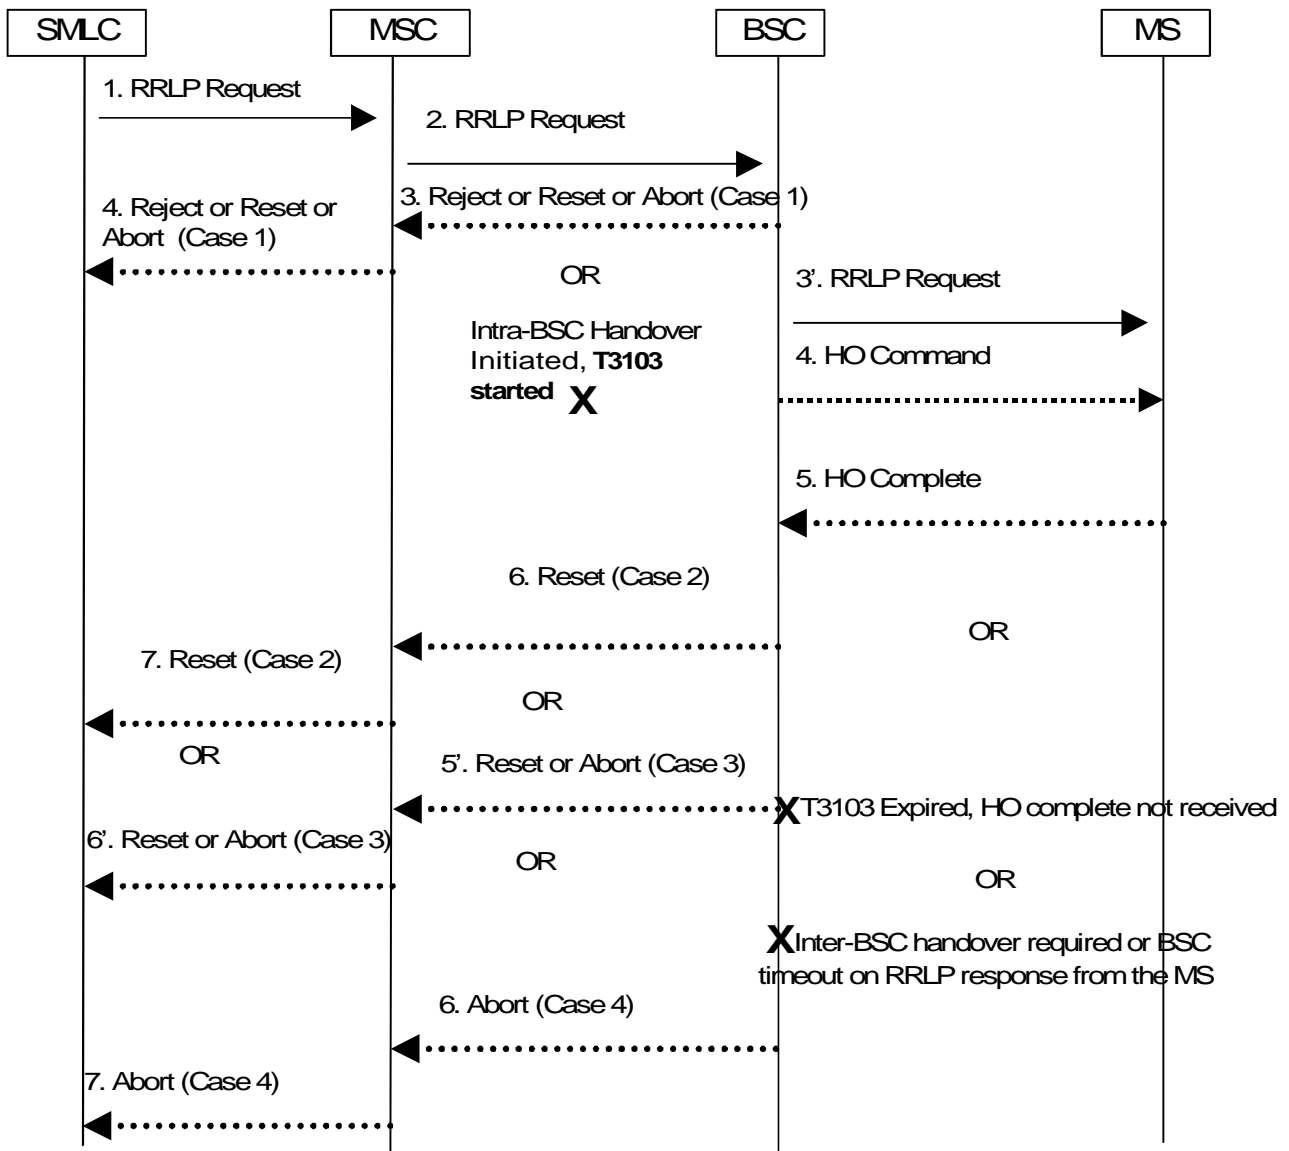 SMLC
MSC
BSC
MS
1. RRLP Request
2. RRLP Request
3. Reject or Reset or Abort (Case 1)
4. Reject or Reset or
Abort (Case 1)
OR
3’. RRLP Request
Intra-BSC Handover
Initiated, T3103
started X
4. HO Command
5. HO Complete
6. Reset (Case 2)
OR
7. Reset (Case 2)
OR
OR
5’. Reset or Abort (Case 3)
X T3103 Expired, HO complete not received
6’. Reset or Abort (Case 3)
OR
OR
X Inter-BSC handover required or BSC
timeout on RRLP response from the MS
6. Abort (Case 4)
7. Abort (Case 4)